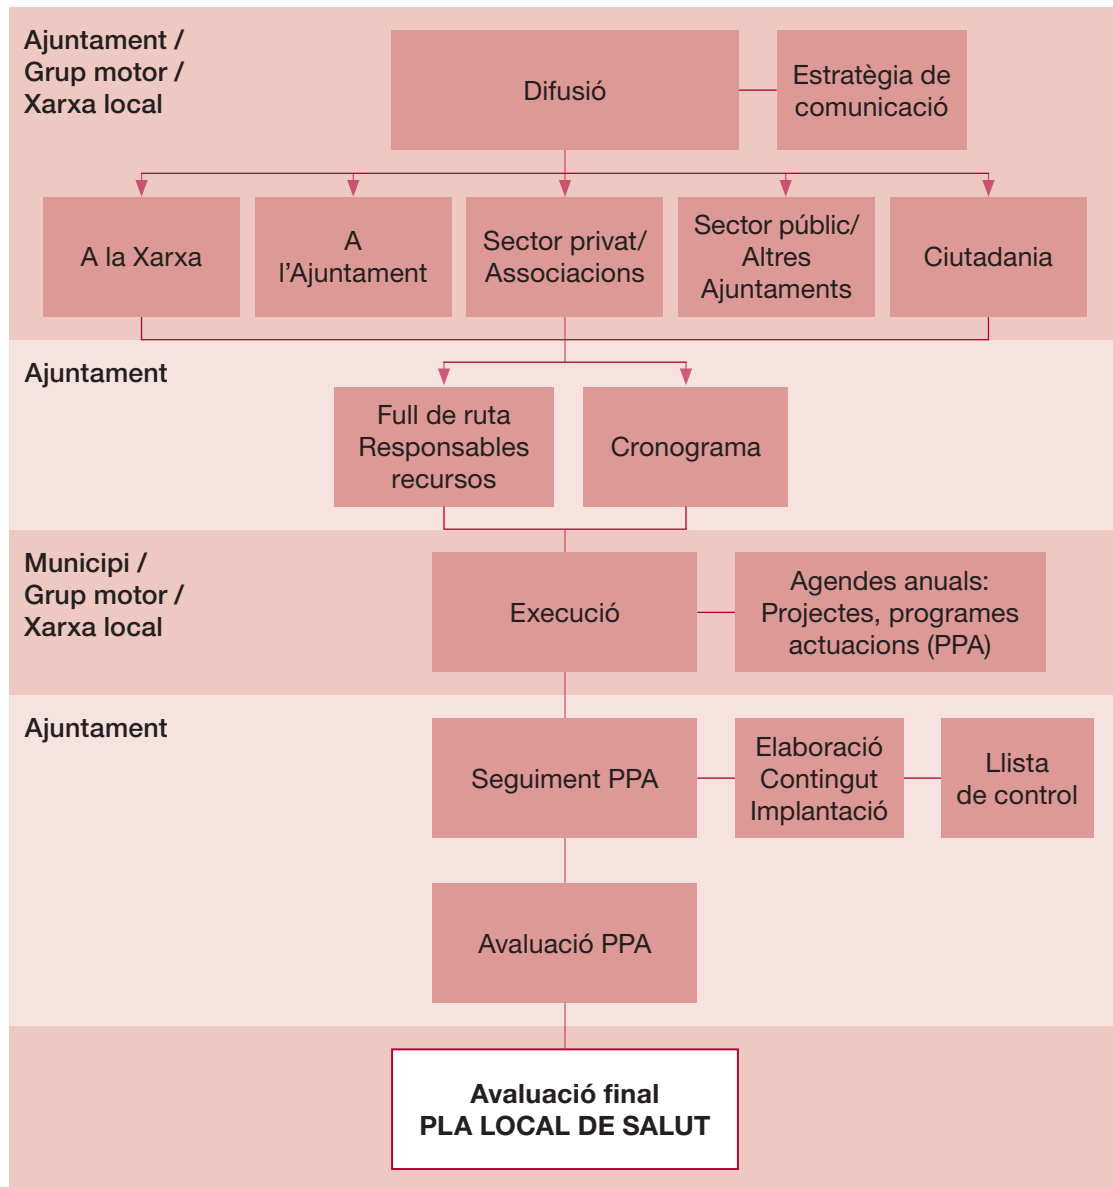 Ajuntament /
Grup motor /
Xarxa local
Difusió
Estratègia de
comunicació
A la Xarxa
A
l’Ajuntament
Sector privat/
Associacions
Sector públic/
Altres
Ajuntaments
Ciutadania
Ajuntament
Full de ruta
Responsables
recursos
Cronograma
Municipi /
Grup motor /
Xarxa local
Execució
Agendes anuals:
Projectes, programes
actuacions (PPA)
Ajuntament
Seguiment PPA
Elaboració
Contingut
Implantació
Llista
de control
Avaluació PPA
Avaluació final
PLA LOCAL DE SALUT